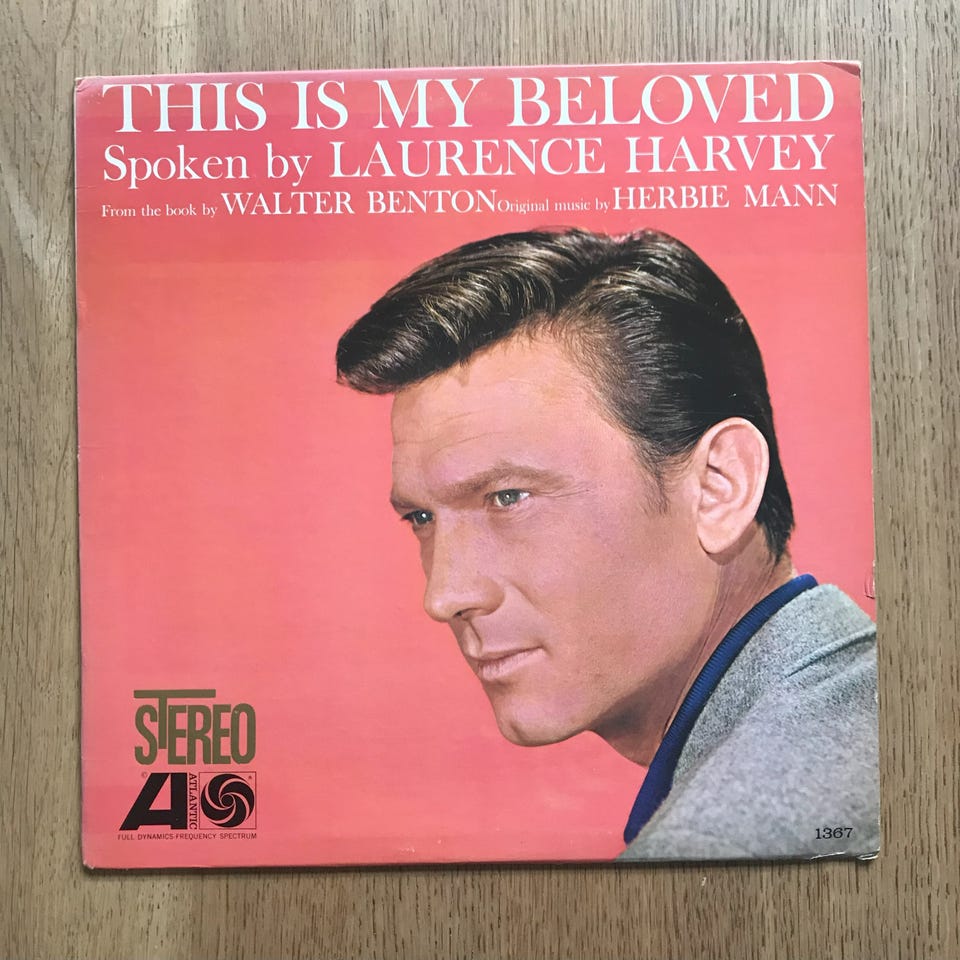 THIS IS MY BELOVED
Spoken by LAURENCE HARVEY
From the book by WALTER BENTON Original music by HERBIE MANN
STEREO
ATLANTIC
FULL DYNAMICS-FREQUENCY SPECTRUM
1367